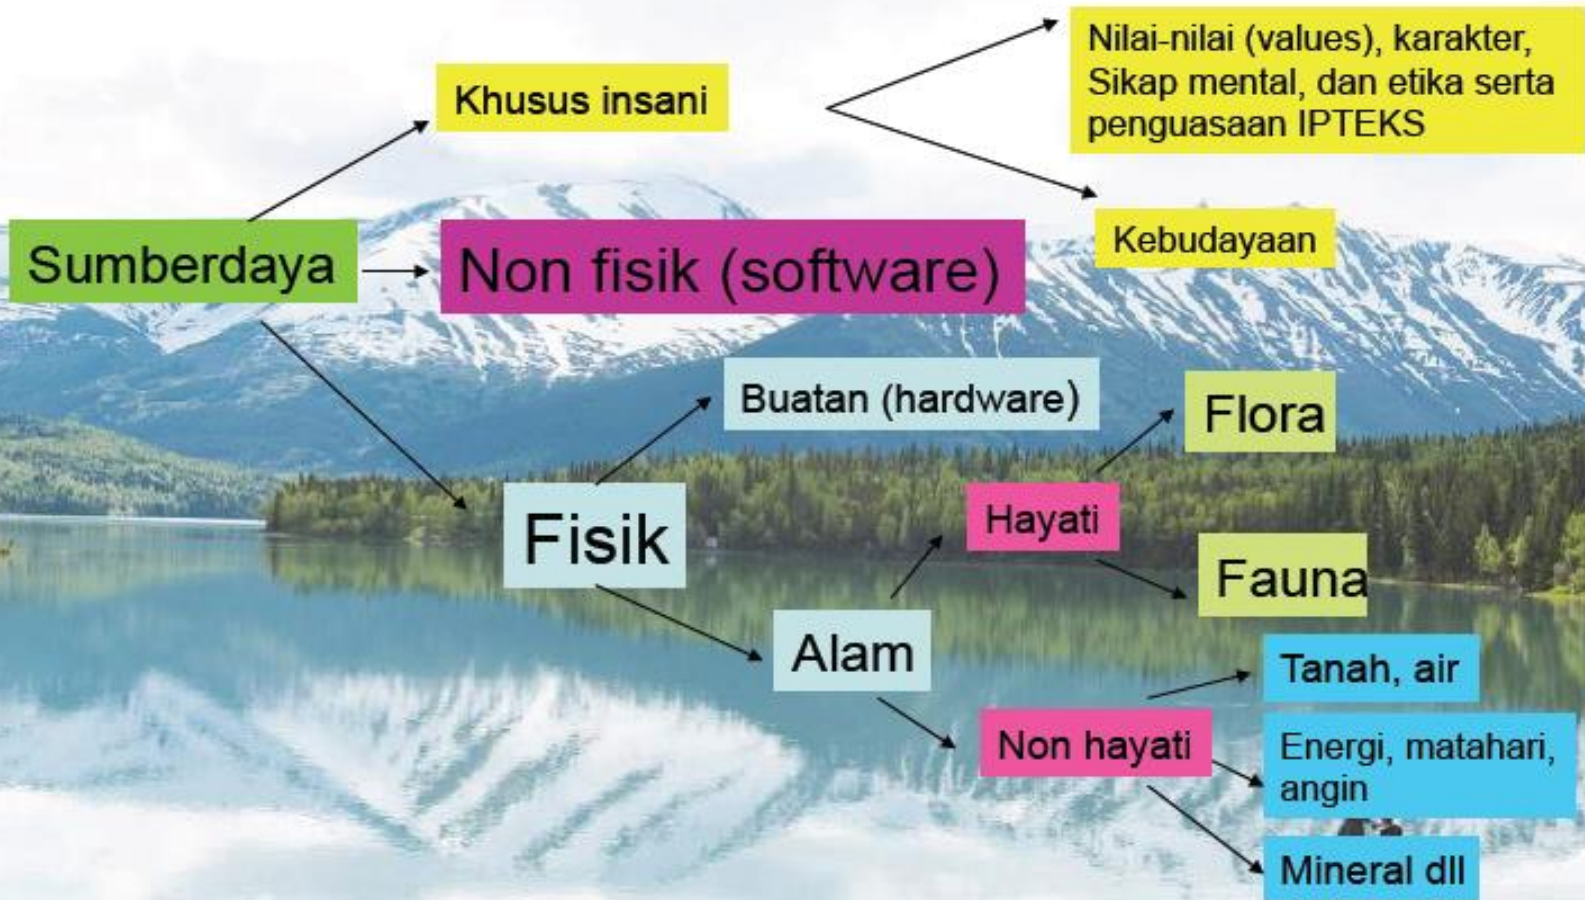 Nilai-nilai (values), karakter,
Sikap mental, dan etika serta
penguasaan IPTEKS
Khusus insani
Kebudayaan
Sumberdaya
Non fisik (software)
Buatan (hardware)
Flora
Fisik
Hayati
Fauna
Alam
Tanah, air
Non hayati
Energi, matahari,
angin
Mineral dll